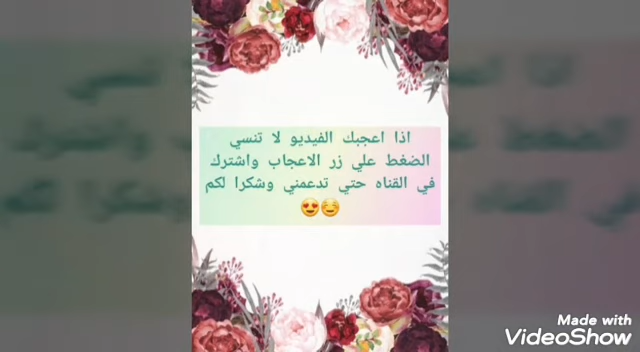 اذا اعجبك الفيديو لا تنسي
الضغط علي زر الاعجاب واشترك
في القناه حتي تدعمني وشكرا لكم
😍☺
Made with
VideoShow